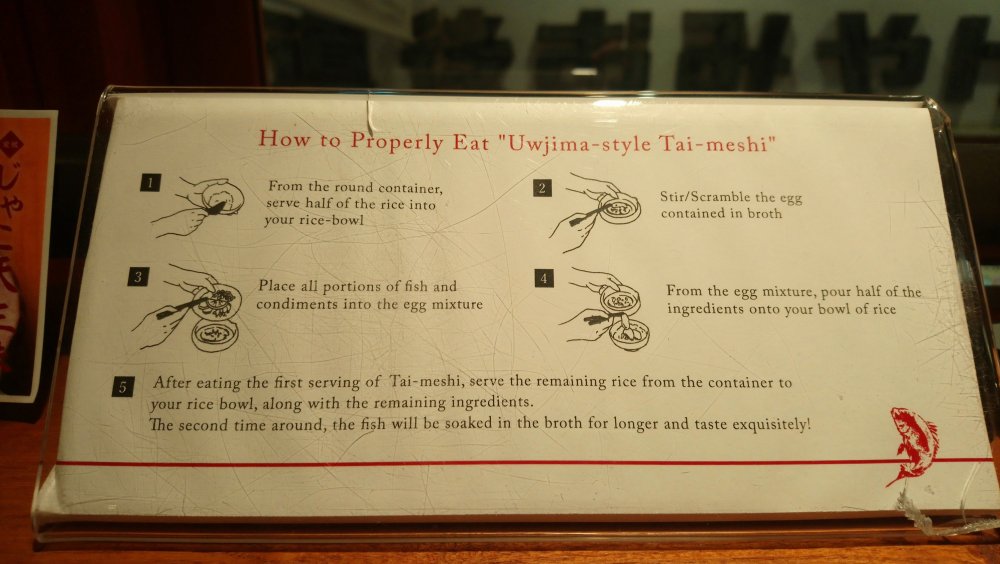 How to Properly Eat "Uwjima-style Tai-meshi"
1
From the round container,
serve half of the rice into
your rice-bowl
2
Stir/Scramble the egg
contained in broth
3
Place all portions of fish and
condiments into the egg mixture
4
From the egg mixture, pour half of the
ingredients onto your bowl of rice
5
After eating the first serving of Tai-meshi, serve the remaining rice from the container to
your rice bowl, along with the remaining ingredients.
The second time around, the fish will be soaked in the broth for longer and taste exquisitely!
じゃこ天